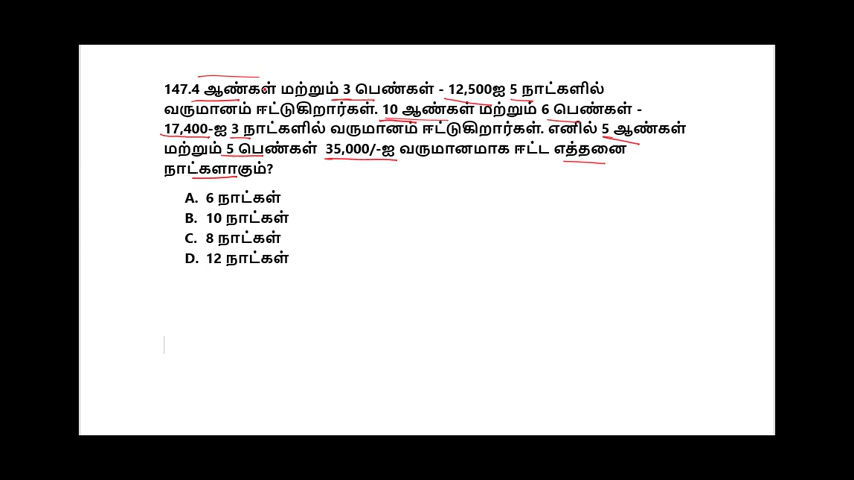 147.4 ஆண்கள் மற்றும் 3 பெண்கள் - 12,500ஐ 5 நாட்களில்
வருமானம் ஈட்டுகிறார்கள். 10 ஆண்கள் மற்றும் 6 பெண்கள் -
17,400-ஐ 3 நாட்களில் வருமானம் ஈட்டுகிறார்கள். எனில் 5 ஆண்கள்
மற்றும் 5 பெண்கள் 35,000/-ஐ வருமானமாக ஈட்ட எத்தனை
நாட்களாகும்?
A. 6 நாட்கள்
B. 10 நாட்கள்
C. 8 நாட்கள்
D. 12 நாட்கள்